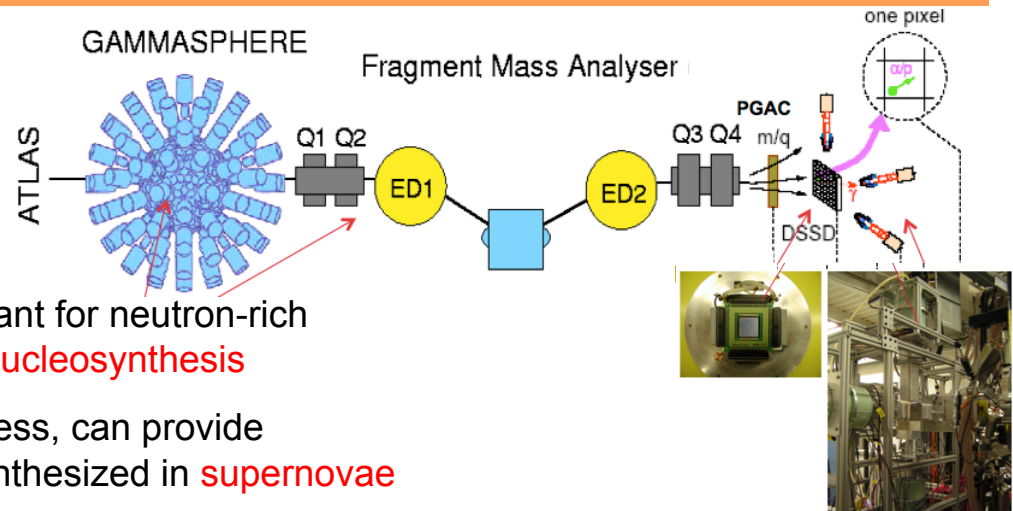 one pixel
GAMMASPHERE
Fragment Mass Analyser
α/p
PGAC
ATLAS
Q1 Q2
Q3 Q4
m/q
ED1
ED2
γ
DSSD
ant for neutron-rich
ucleosynthesis
ess, can provide
nthesized in supernovae